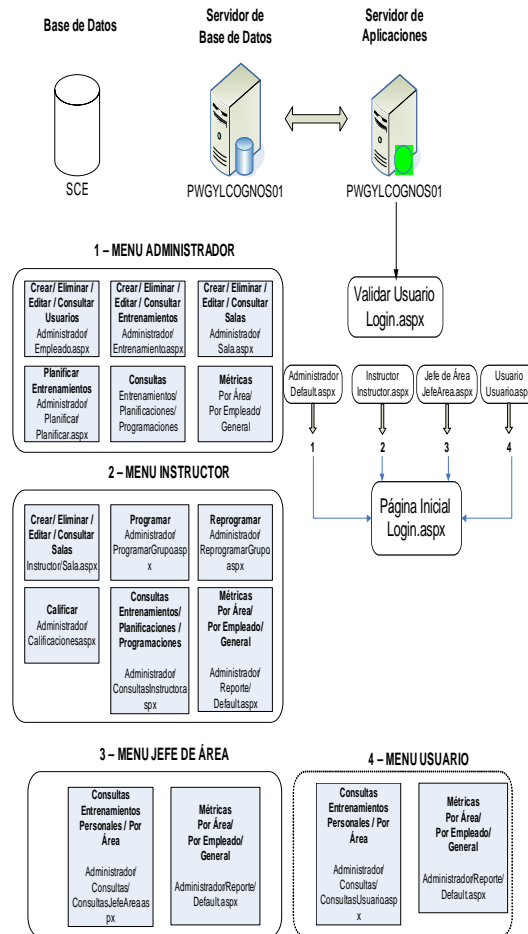 Base de Datos
Servidor de
Base de Datos
Servidor de
Aplicaciones
SCE
PWGYLCOGNOS01
PWGYLCOGNOS01
1 – MENU ADMINISTRADOR
Crear/ Eliminar /
Editar / Consultar
Usuarios
Administrador/
Empleado.aspx
Crear/ Eliminar /
Editar / Consultar
Entrenamientos
Administrador/
Entrenamiento.aspx
Crear/ Eliminar /
Editar / Consultar
Salas
Administrador/
Sala.aspx
Planificar
Entrenamientos
Administrador/
Planificar/
Planificar.aspx
Consultas
Entrenamientos/
Planificaciones/
Programaciones
Métricas
Por Área/
Por Empleado/
General
Validar Usuario
Login.aspx
Administrador
Default.aspx
Instructor
Instructor.aspx
Jefe de Área
JefeArea.aspx
Usuario
Usuario.asp
1
2
3
4
Página Inicial
Login.aspx
2 – MENU INSTRUCTOR
Crear/ Eliminar /
Editar / Consultar
Salas
Instructor/Sala.aspx
Programar
Administrador/
ProgramarGrupo.asp
x
Reprogramar
Administrador/
ReprogramarGrupo.
aspx
Calificar
Administrador/
Calificaciones.aspx
Consultas
Entrenamientos/
Planificaciones /
Programaciones
Administrador/
ConsultasInstructor.a
spx
Métricas
Por Área/
Por Empleado/
General
Administrador/
Reporte/
Default.aspx
3 – MENU JEFE DE ÁREA
Consultas
Entrenamientos
Personales / Por
Área
Administrador/
Consultas/
ConsultasJefeArea.as
px
Métricas
Por Área/
Por Empleado/
General
Administrador/Reporte/
Default.aspx
4 – MENU USUARIO
Consultas
Entrenamientos
Personales / Por
Área
Administrador/
Consultas/
ConsultasUsuario.asp
x
Métricas
Por Área/
Por Empleado/
General
Administrador/Reporte/
Default.aspx